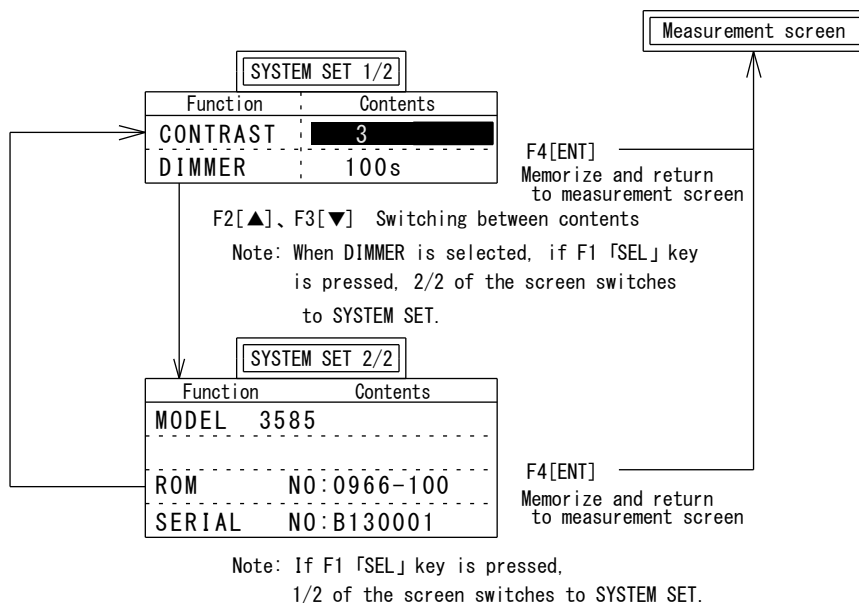 Measurement screen
SYSTEM SET 1/2
Function Contents
CONTRAST 3
DIMMER 100s
F4[ENT]
Memorize and return
to measurement screen
F2[▲]、F3[▼] Switching between contents
Note: When DIMMER is selected, if F1「SEL」key
is pressed, 2/2 of the screen switches
to SYSTEM SET.
SYSTEM SET 2/2
Function Contents
MODEL 3585
ROM NO:0966-100
SERIAL NO:B130001
F4[ENT]
Memorize and return
to measurement screen
Note: If F1「SEL」key is pressed,
1/2 of the screen switches to SYSTEM SET.